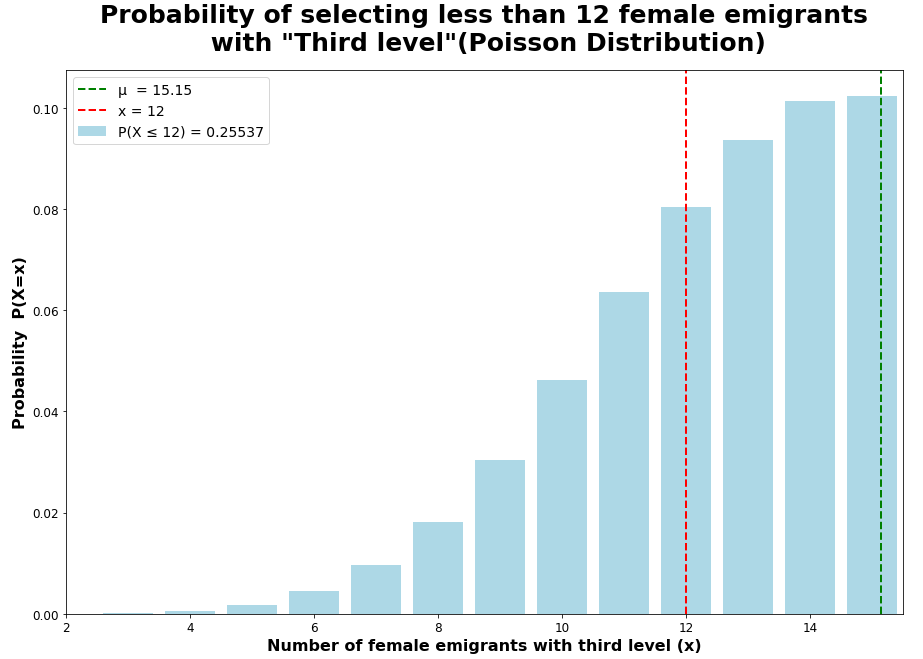 Probability of selecting less than 12 female emigrants
with "Third level"(Poisson Distribution)
μ  = 15.15
x = 12
P(X ≤ 12) = 0.25537
Probability  P(X=x)
0.10
0.08
0.06
0.04
0.02
0.00
2 4 6 8 10 12 14
Number of female emigrants with third level (x)